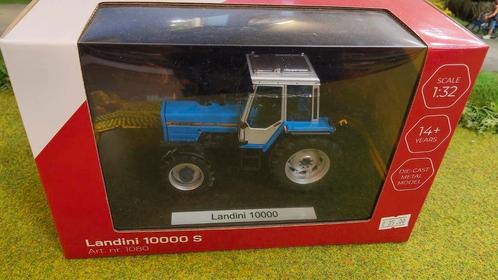 SCALE
1:32
14+
YEARS
DIE-CAST
METAL
MODEL
Landini 10000
Landini 10000 S
Art. nr. 1080